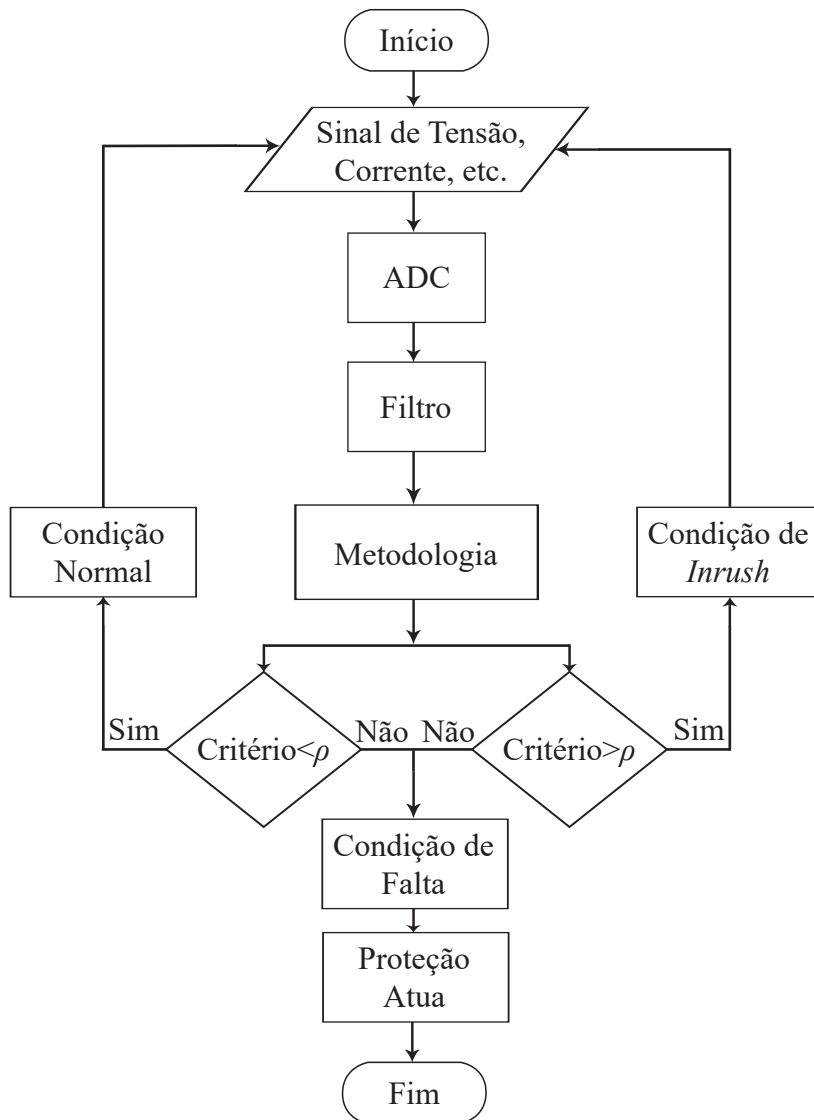 Início
Sinal de Tensão,
Corrente, etc.
ADC
Filtro
Condição
Normal
Metodologia
Condição de
Inrush
Sim
Critério<ρ
Não
Não
Critério>ρ
Sim
Condição de
Falta
Proteção
Atua
Fim